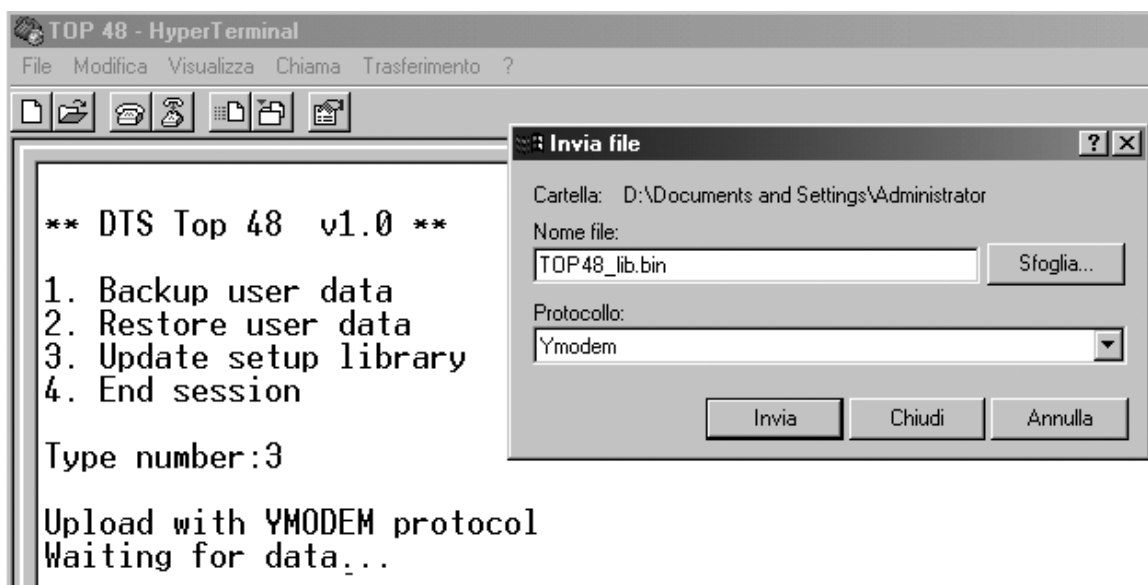 TOP 48 - HyperTerminal
File Modifica Visualizza Chiama Trasferimento ?
** DTS Top 48 v1.0 **
1. Backup user data
2. Restore user data
3. Update setup library
4. End session
Type number:3
Upload with YMODEM protocol
Waiting for data...
Invia file
Cartella: D:\Documents and Settings\Administrator
Nome file:
TOP48_lib.bin
Sfoglia...
Protocollo:
Ymodem
Invia Chiudi Annulla